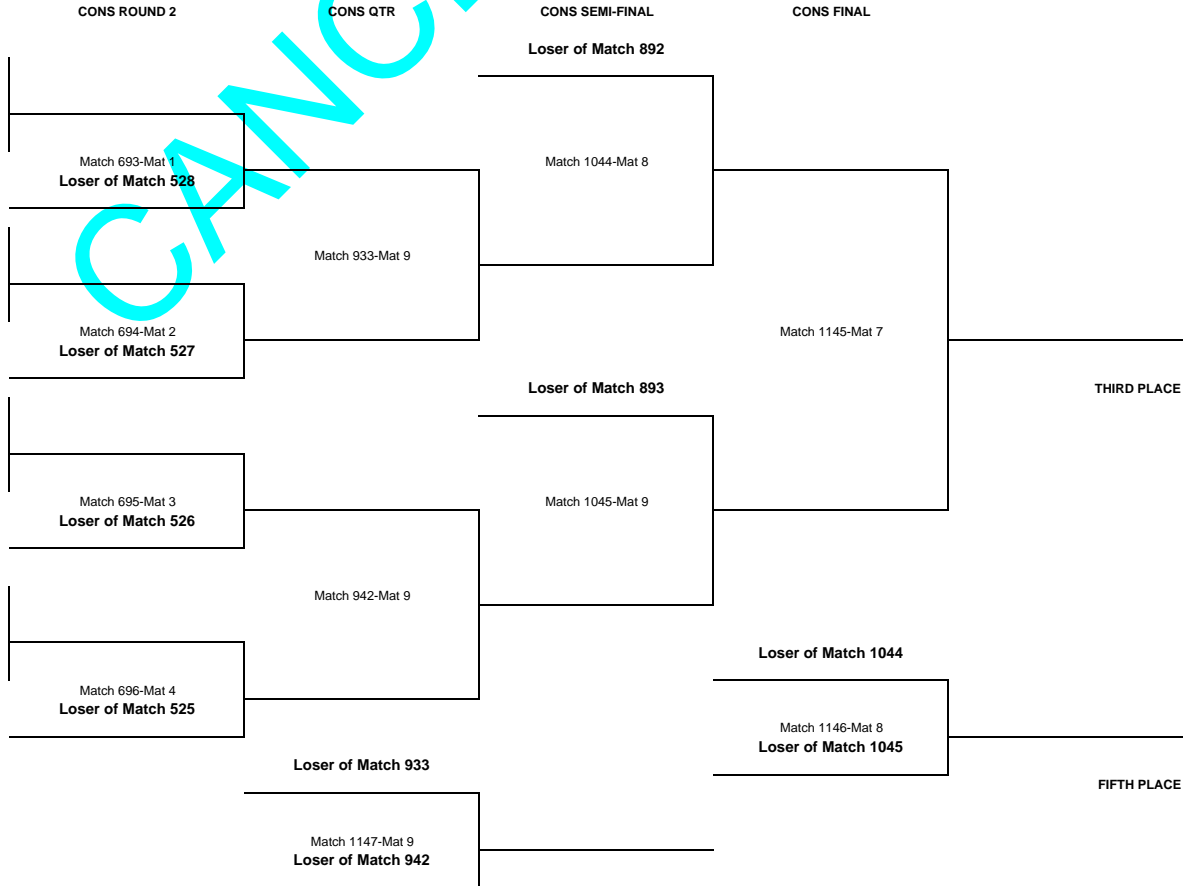 CONS ROUND 2
CONS QTR
CONS SEMI-FINAL
CONS FINAL
Loser of Match 892
Match 693-Mat 1
Loser of Match 528
Match 1044-Mat 8
Match 933-Mat 9
Match 694-Mat 2
Loser of Match 527
Match 1145-Mat 7
Loser of Match 893
THIRD PLACE
Match 695-Mat 3
Loser of Match 526
Match 1045-Mat 9
Match 942-Mat 9
Loser of Match 1044
Match 696-Mat 4
Loser of Match 525
Match 1146-Mat 8
Loser of Match 1045
Loser of Match 933
FIFTH PLACE
Match 1147-Mat 9
Loser of Match 942